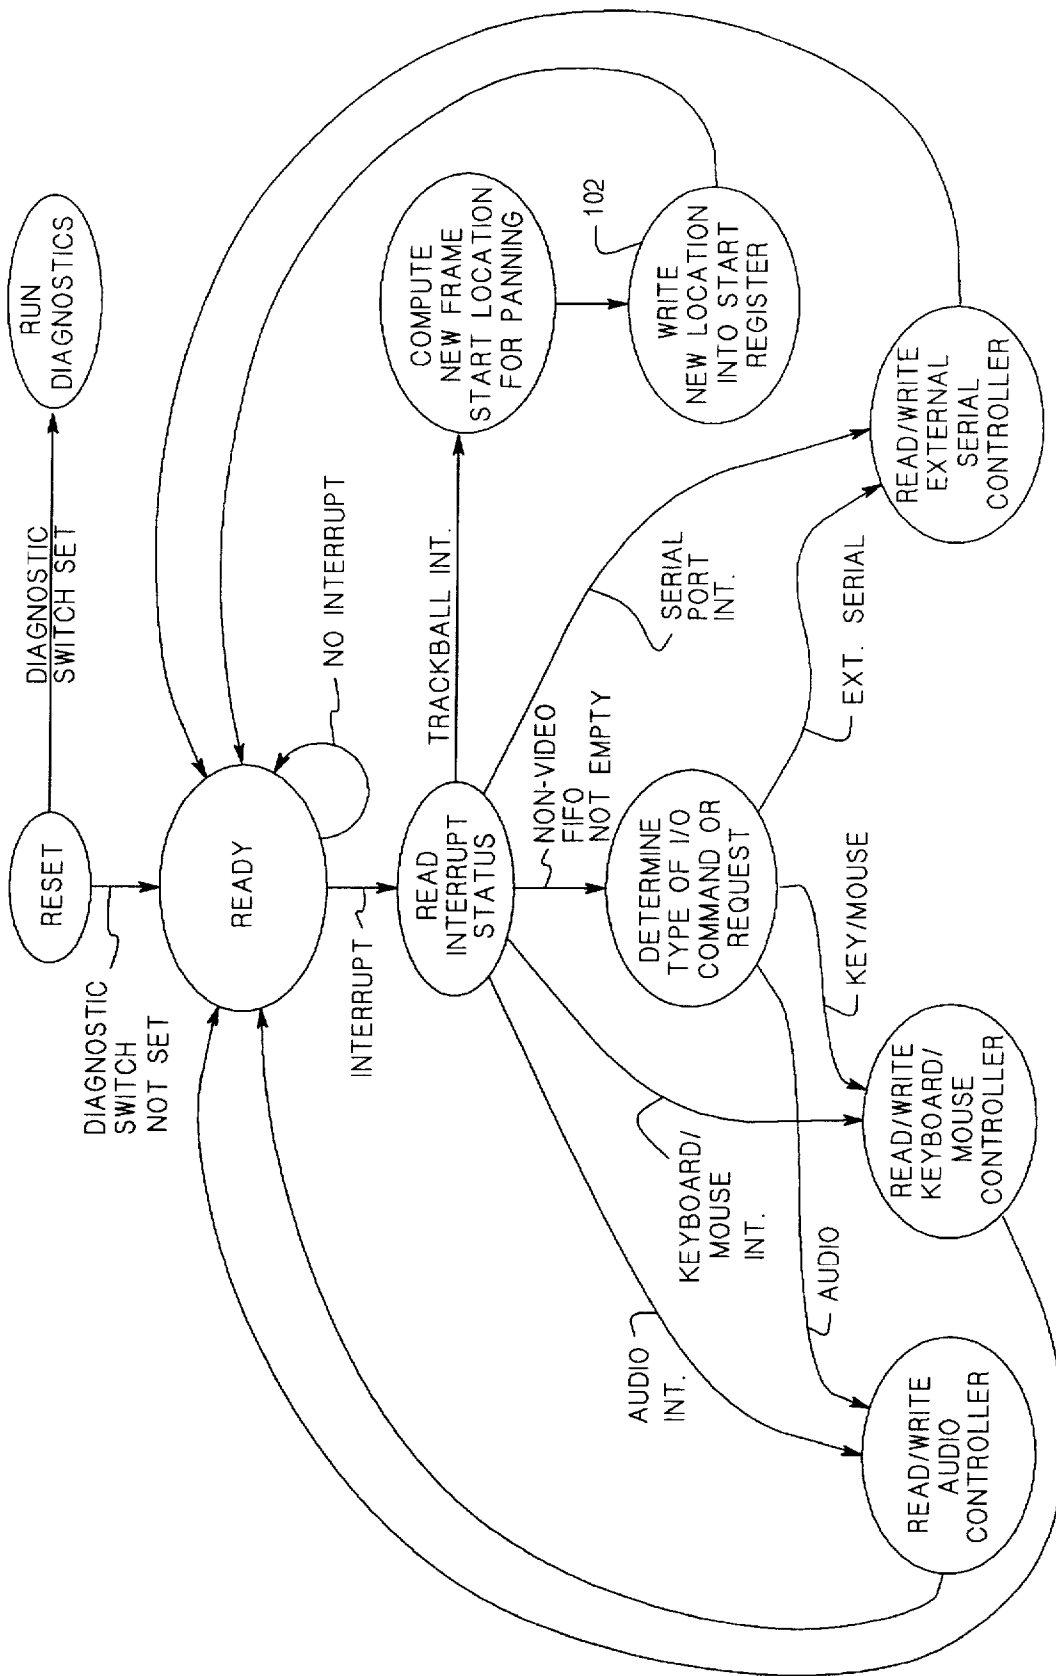 RESET
DIAGNOSTIC
SWITCH SET
RUN
DIAGNOSTICS
DIAGNOSTIC
SWITCH
NOT SET
READY
NO INTERRUPT
INTERRUPT
READ
INTERRUPT
STATUS
TRACKBALL INT.
COMPUTE
NEW FRAME
START LOCATION
FOR PANNING
102
WRITE
NEW LOCATION
INTO START
REGISTER
NON-VIDEO
FIFO
NOT EMPTY
SERIAL
PORT
INT.
DETERMINE
TYPE OF I/O
COMMAND OR
REQUEST
AUDIO
INT.
KEYBOARD/
MOUSE
INT.
AUDIO
KEY/MOUSE
EXT. SERIAL
READ/WRITE
AUDIO
CONTROLLER
READ/WRITE
KEYBOARD/
MOUSE
CONTROLLER
READ/WRITE
EXTERNAL
SERIAL
CONTROLLER